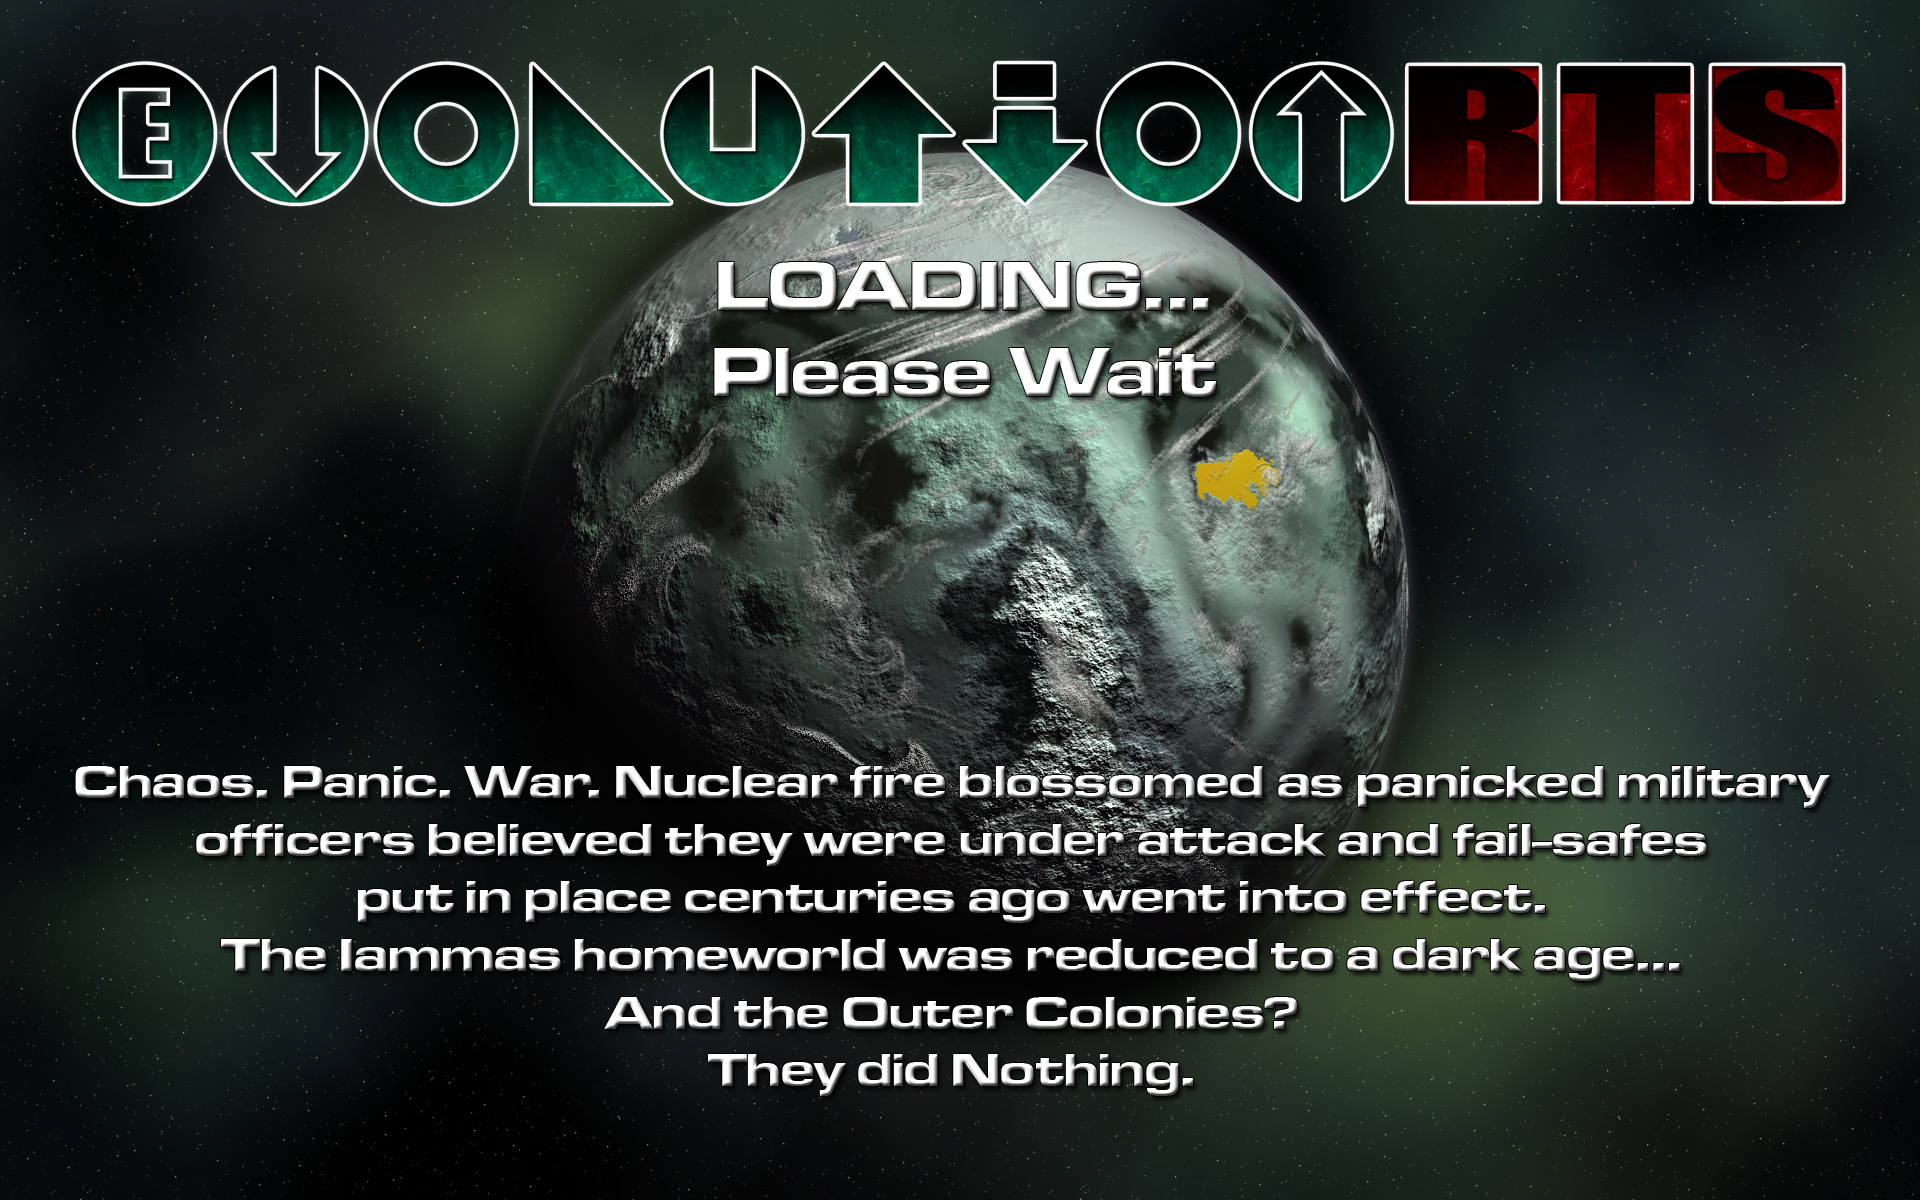 EVOLUTION RTS
LOADING...
Please Wait
Chaos. Panic. War. Nuclear fire blossomed as panicked military
officers believed they were under attack and fail-safes
put in place centuries ago went into effect.
The Iammas homeworld was reduced to a dark age...
And the Outer Colonies?
They did Nothing.